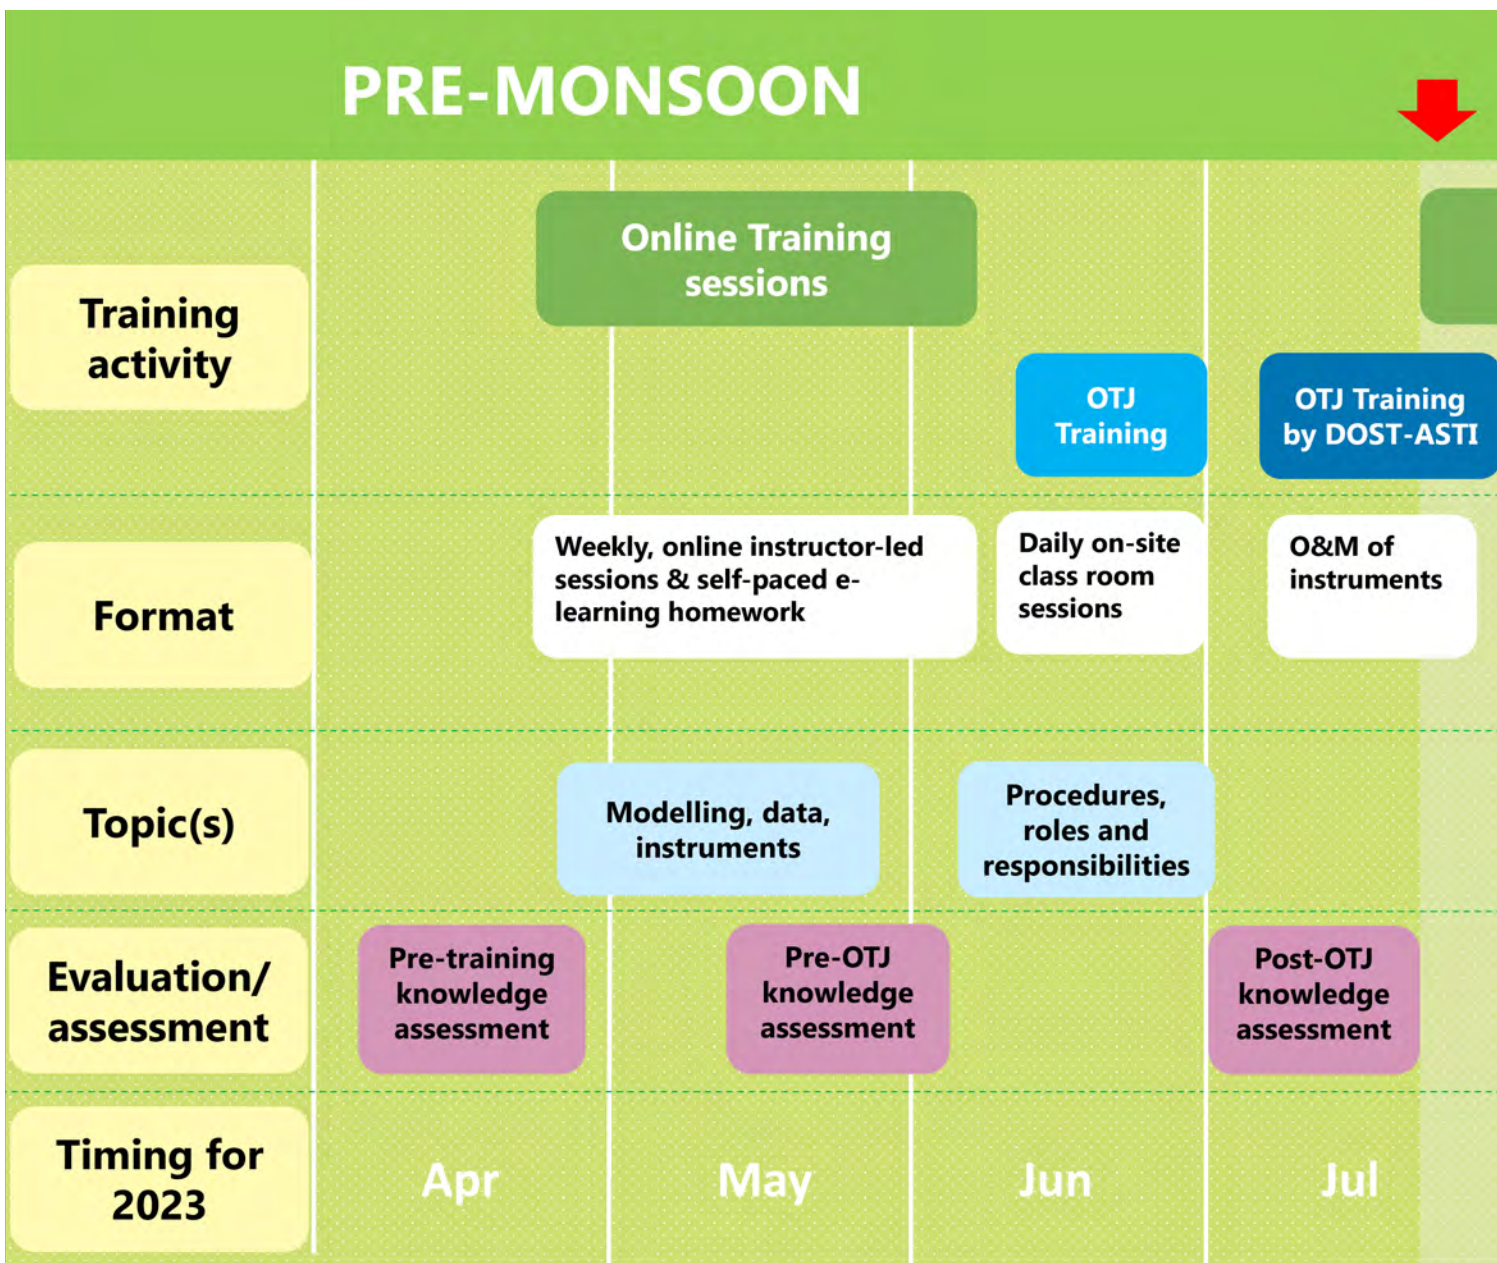 PRE-MONSOON
Training
activity
Online Training
sessions
OTJ
Training
OTJ Training
by DOST-ASTI
Format
Weekly, online instructor-led
sessions & self-paced e-
learning homework
Daily on-site
class room
sessions
O&M of
instruments
Topic(s)
Modelling, data,
instruments
Procedures,
roles and
responsibilities
Evaluation/
assessment
Pre-training
knowledge
assessment
Pre-OTJ
knowledge
assessment
Post-OTJ
knowledge
assessment
Timing for
2023
Apr
May
Jun
Jul